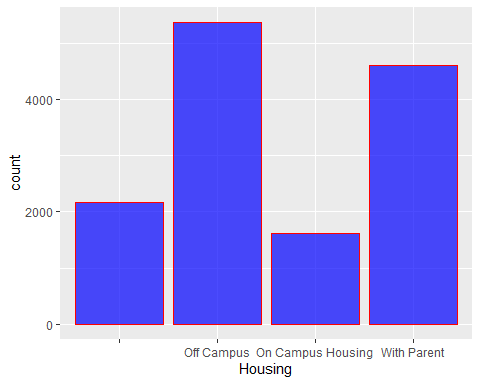 4000
count
2000
0
Off Campus On Campus Housing With Parent
Housing